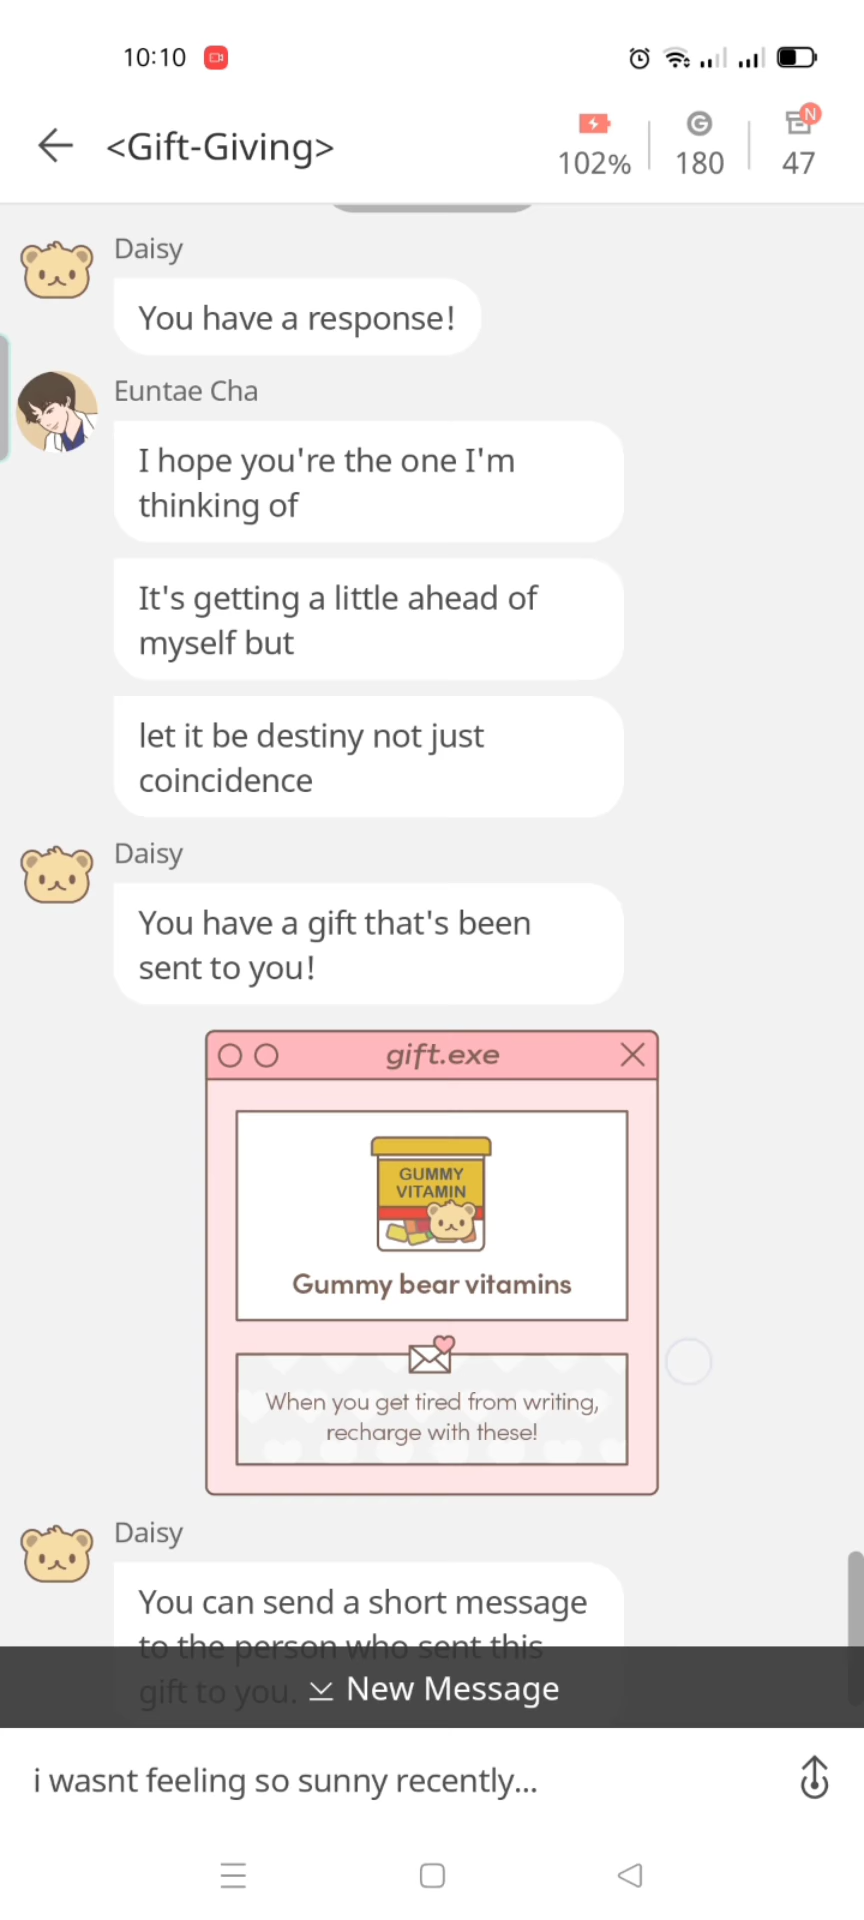 10:10
<Gift-Giving>
102%
180
N
47
Daisy
You have a response!
Euntae Cha
I hope you're the one I'm
thinking of
It's getting a little ahead of
myself but
let it be destiny not just
coincidence
Daisy
You have a gift that's been
sent to you!
gift.exe
GUMMY
VITAMIN
Gummy bear vitamins
When you get tired from writing,
recharge with these!
Daisy
You can send a short message
to the person who sent this
gift to you.
New Message
i wasnt feeling so sunny recently...